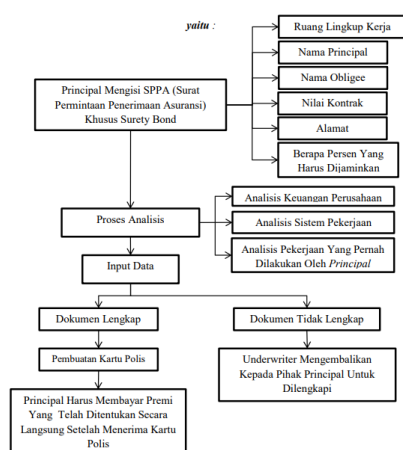 yaitu :
Ruang Lingkup Kerja
Nama Principal
Nama Obligee
Nilai Kontrak
Alamat
Berapa Persen Yang
Harus Dijaminkan
Principal Mengisi SPPA (Surat
Permintaan Penerimaan Asuransi)
Khusus Surety Bond
Analisis Keuangan Perusahaan
Proses Analisis
Analisis Sistem Pekerjaan
Analisis Pekerjaan Yang Pernah
Dilakukan Oleh Principal
Input Data
Dokumen Lengkap
Dokumen Tidak Lengkap
Pembuatan Kartu Polis
Underwriter Mengembalikan
Kepada Pihak Principal Untuk
Dilengkapi
Principal Harus Membayar Premi
Yang Telah Ditentukan Secara
Langsung Setelah Menerima Kartu
Polis